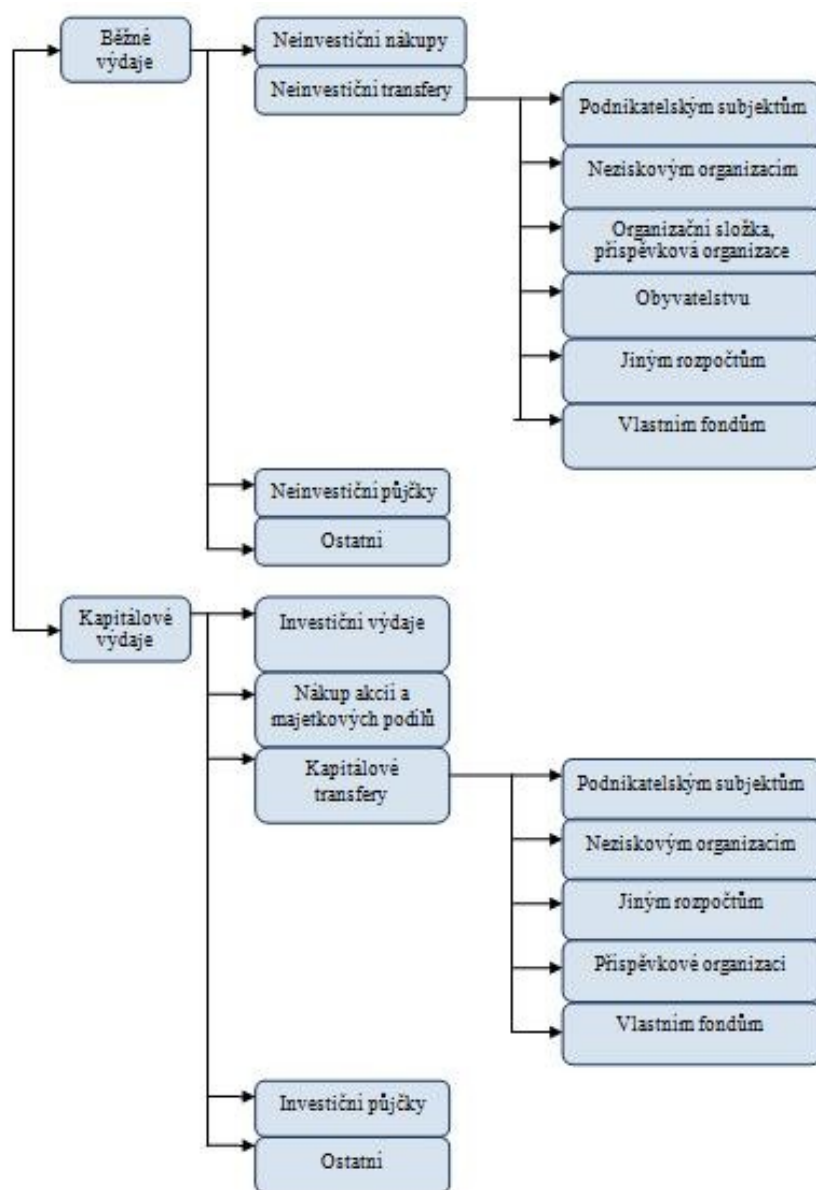 Běžné
výdaje
Neinvestiční nákupy
Neinvestiční transfery
Podnikatelským subjektům
Neziskovým organizacím
Organizační složka,
příspěvková organizace
Obyvatelstvu
Jiným rozpočtům
Vlastním fondům
Neinvestiční půjčky
Ostatní
Kapitálové
výdaje
Investiční výdaje
Nákup akcií a
majetkových podílů
Kapitálové
transfery
Podnikatelským subjektům
Neziskovým organizacím
Jiným rozpočtům
Příspěvkové organizaci
Vlastním fondům
Investiční půjčky
Ostatní